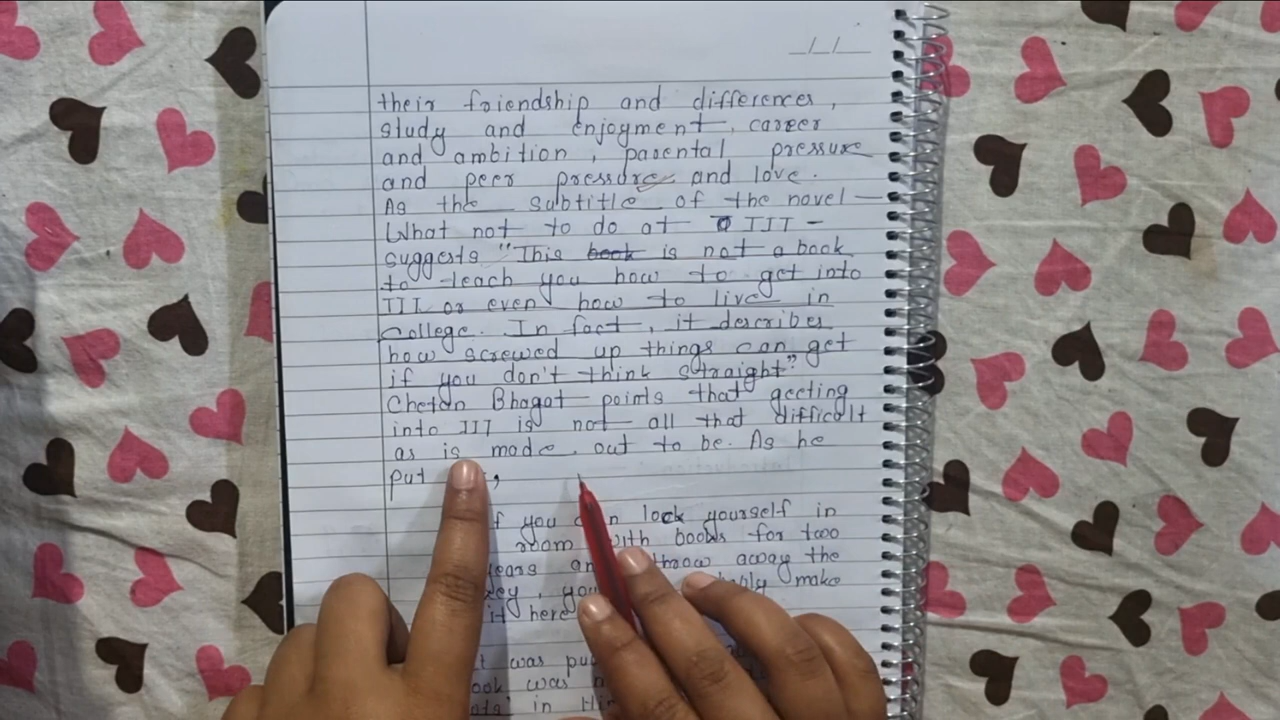 their friendship and differences,
study and enjoyment, career
and ambition, parental pressure
and peer pressure and love.
As the subtitle of the novel —
What not to do at IIT -
suggests "This book is not a book
to teach you how to get into
IIT or even how to live in
College. In fact, it describes
how screwed up things can get
if you don't think straight"
Chetan Bhagat points that geeting
into IIT is not all that difficult
as is made out to be. As he
put
you lock yourself in
room with books for two
throw away the
make
it here
was
was
in